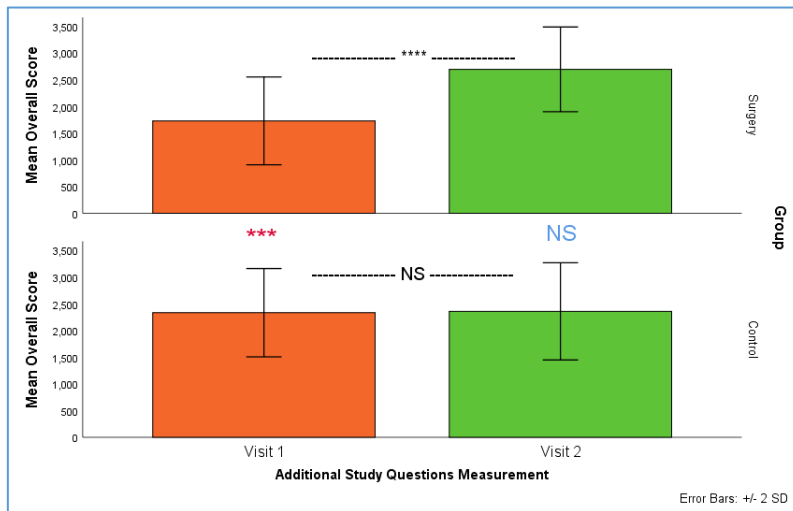 3,500
3,000
2,500
2,000
1,500
1,000
500
0
Mean Overall Score
****
Surgery
***
NS
Group
3,500
3,000
2,500
2,000
1,500
1,000
500
0
Mean Overall Score
NS
Control
Visit 1 Visit 2
Additional Study Questions Measurement
Error Bars: +/- 2 SD